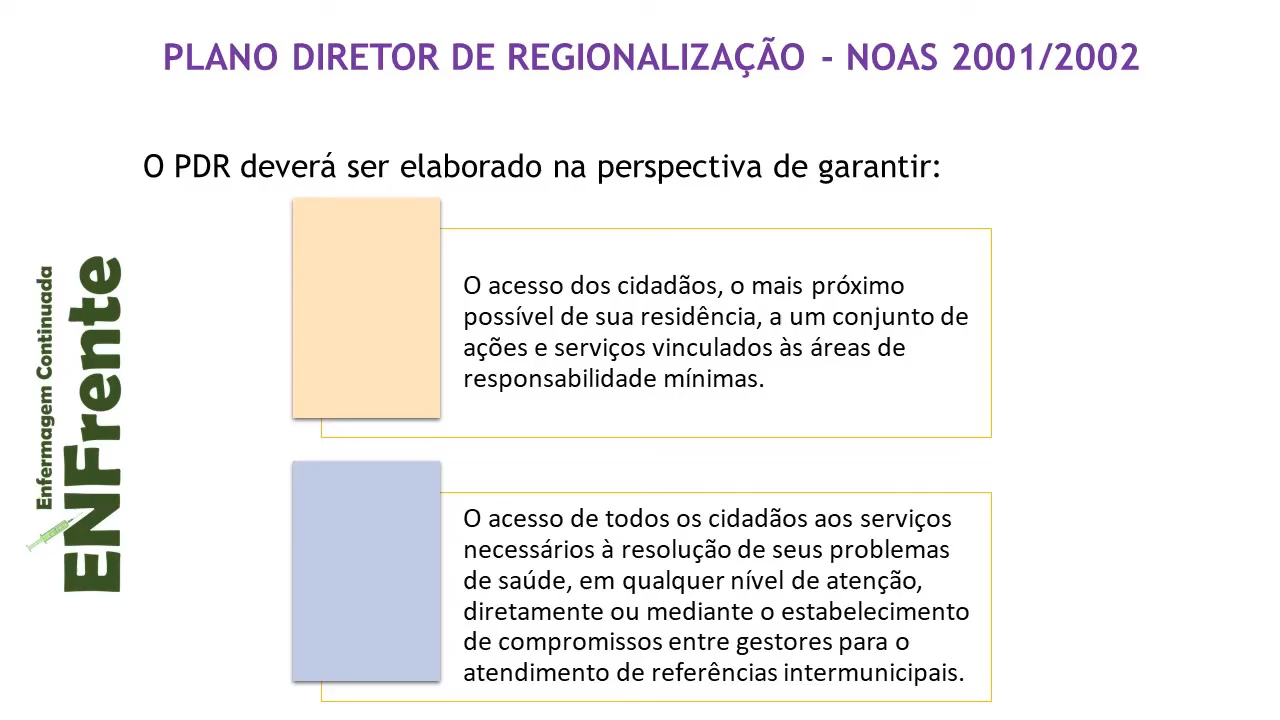 PLANO DIRETOR DE REGIONALIZAÇÃO - NOAS 2001/2002
O PDR deverá ser elaborado na perspectiva de garantir:
O acesso dos cidadãos, o mais próximo
possível de sua residência, a um conjunto de
ações e serviços vinculados às áreas de
responsabilidade mínimas.
O acesso de todos os cidadãos aos serviços
necessários à resolução de seus problemas
de saúde, em qualquer nível de atenção,
diretamente ou mediante o estabelecimento
de compromissos entre gestores para o
atendimento de referências intermunicipais.
Enfermagem Continuada
ENFrente